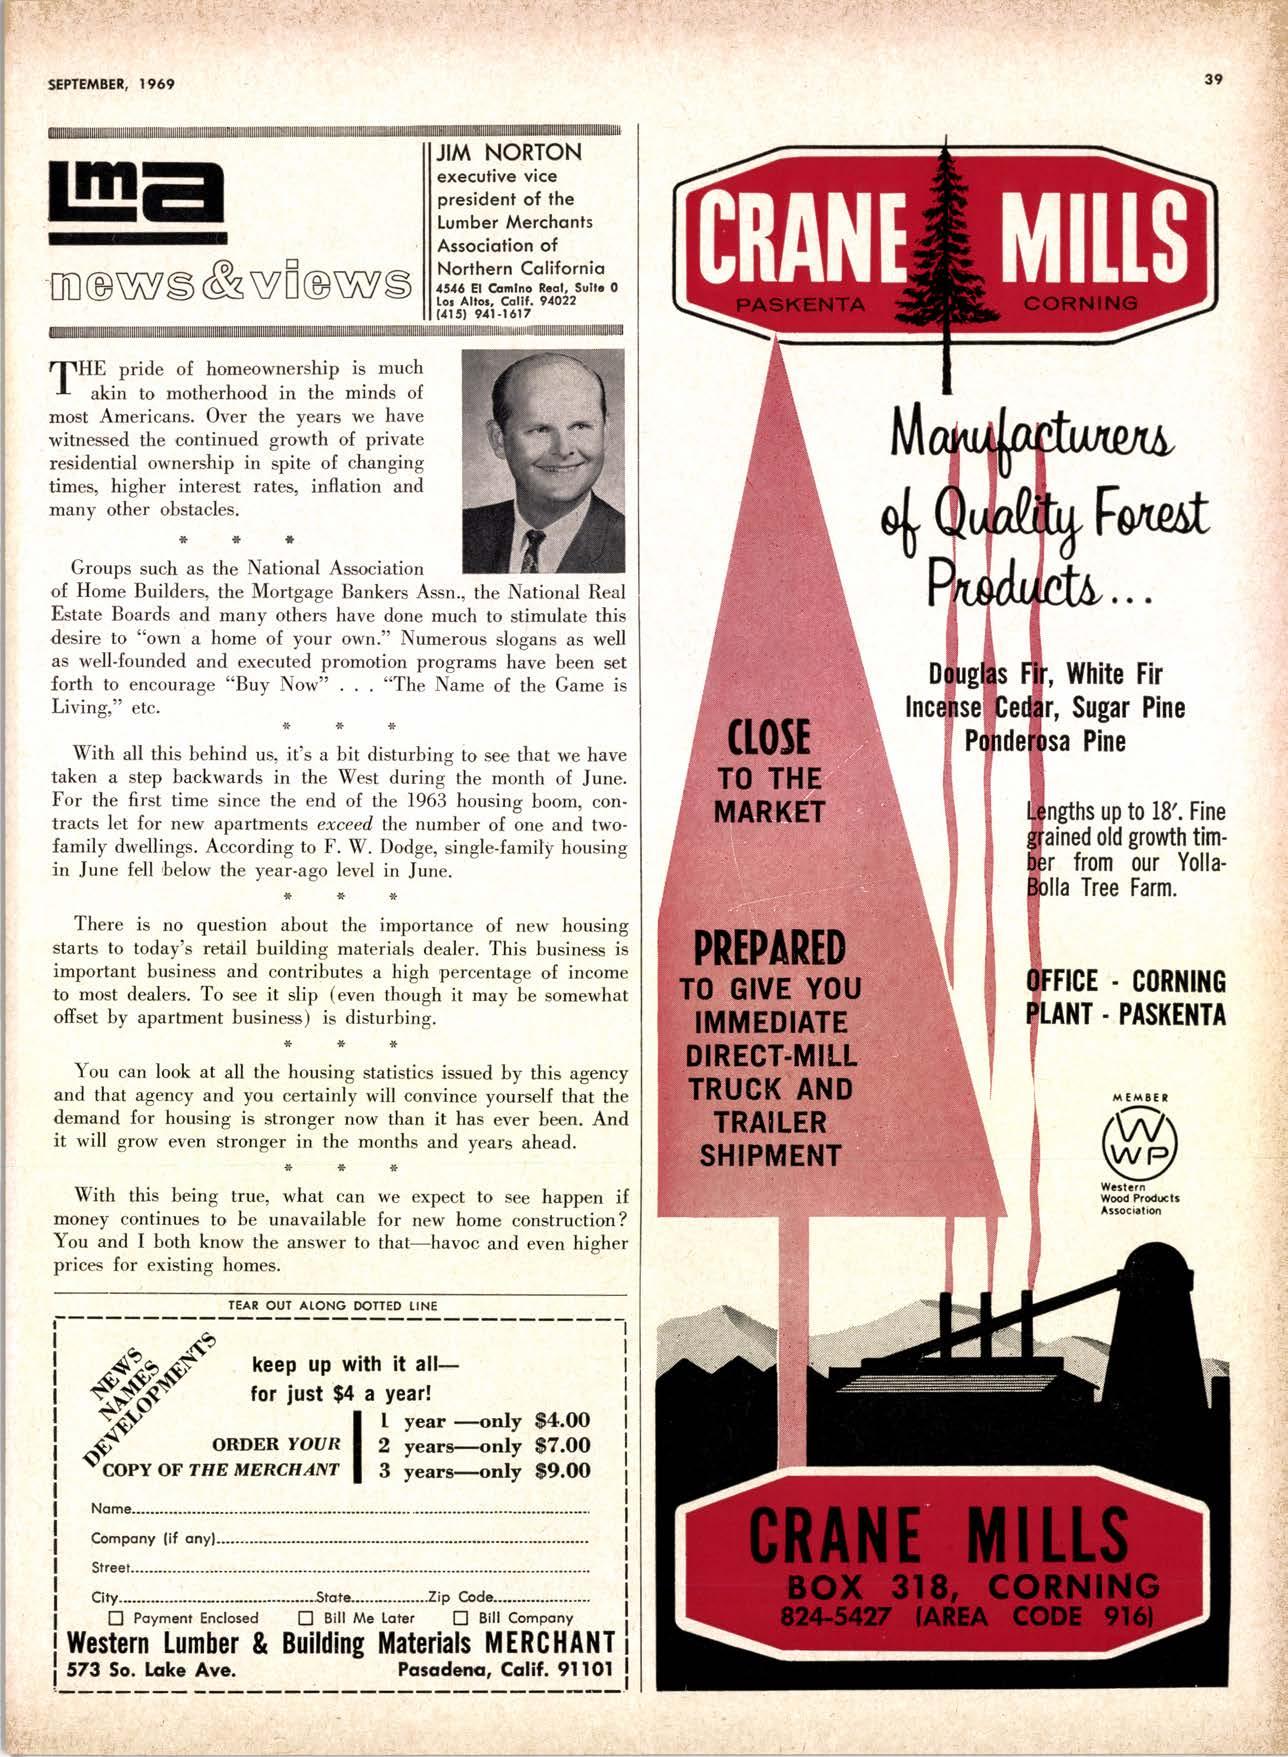 SEPTEMBER, 1969
39
lma
news & views
JIM NORTON
executive vice
president of the
Lumber Merchants
Association of
Northern California
4546 El Camino Real, Suite O
Los Altos, Calif. 94022
(415) 941-1617
THE pride of homeownership is much
akin to motherhood in the minds of
most Americans. Over the years we have
witnessed the continued growth of private
residential ownership in spite of changing
times, higher interest rates, inflation and
many other obstacles.
* * *
Groups such as the National Association
of Home Builders, the Mortgage Bankers Assn., the National Real
Estate Boards and many others have done much to stimulate this
desire to “own a home of your own.” Numerous slogans as well
as well-founded and executed promotion programs have been set
forth to encourage “Buy Now” . . . “The Name of the Game is
Living,” etc.
* * *
With all this behind us, it's a bit disturbing to see that we have
taken a step backwards in the West during the month of June.
For the first time since the end of the 1963 housing boom, con-
tracts let for new apartments exceed the number of one and two-
family dwellings. According to F. W. Dodge, single-family housing
in June fell below the year-ago level in June.
* * *
There is no question about the importance of new housing
starts to today's retail building materials dealer. This business is
important business and contributes a high percentage of income
to most dealers. To see it slip (even though it may be somewhat
offset by apartment business) is disturbing.
* * *
You can look at all the housing statistics issued by this agency
and that agency and you certainly will convince yourself that the
demand for housing is stronger now than it has ever been. And
it will grow even stronger in the months and years ahead.
* * *
With this being true, what can we expect to see happen if
money continues to be unavailable for new home construction?
You and I both know the answer to that—havoc and even higher
prices for existing homes.
TEAR OUT ALONG DOTTED LINE
NEWS
NAMES
DEVELOPMENTS
keep up with it all—
for just $4 a year!
ORDER YOUR
COPY OF THE MERCHANT
1 year —only $4.00
2 years—only $7.00
3 years—only $9.00
Name
Company (if any)
Street
City State Zip Code
☐ Payment Enclosed ☐ Bill Me Later ☐ Bill Company
Western Lumber & Building Materials MERCHANT
573 So. Lake Ave. Pasadena, Calif. 91101
CRANE MILLS
PASKENTA CORNING
Manufacturers
of Quality Forest
Products...
Douglas Fir, White Fir
Incense Cedar, Sugar Pine
Ponderosa Pine
CLOSE
TO THE
MARKET
Lengths up to 18′. Fine
grained old growth tim-
ber from our Yolla-
Bolla Tree Farm.
PREPARED
TO GIVE YOU
IMMEDIATE
DIRECT-MILL
TRUCK AND
TRAILER
SHIPMENT
OFFICE - CORNING
PLANT - PASKENTA
MEMBER
WWP
Western
Wood Products
Association
CRANE MILLS
BOX 318, CORNING
824-5427 (AREA CODE 916)